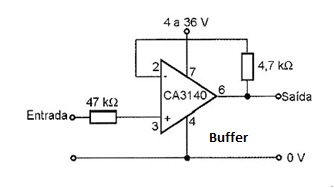 4 a 36 V
2
7
4,7 kΩ
-
CA3140
6
Saída
47 kΩ
Entrada
3
+
4
Buffer
0 V